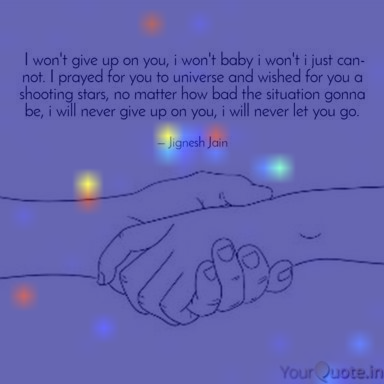 I won't give up on you, i won't baby i won't i just can-
not. I prayed for you to universe and wished for you a
shooting stars, no matter how bad the situation gonna
be, i will never give up on you, i will never let you go.
– Jignesh Jain
YourQuote.in